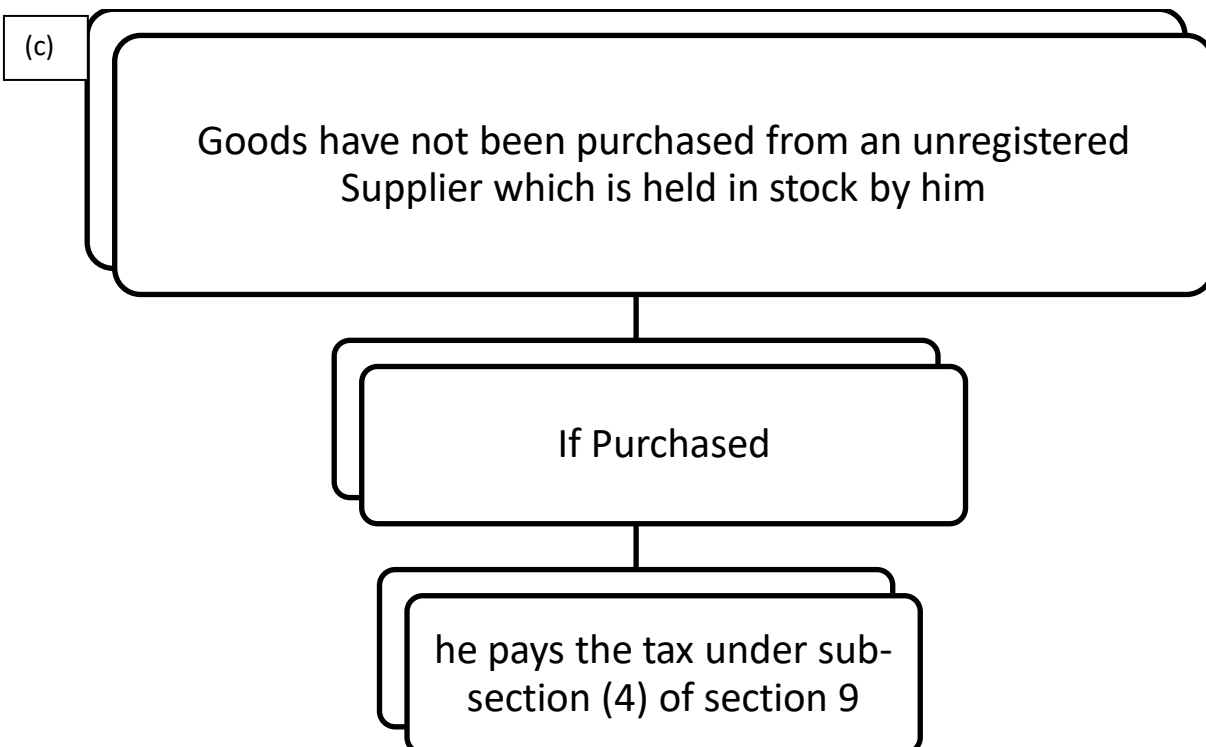 (c)
Goods have not been purchased from an unregistered
Supplier which is held in stock by him
If Purchased
he pays the tax under sub-
section (4) of section 9